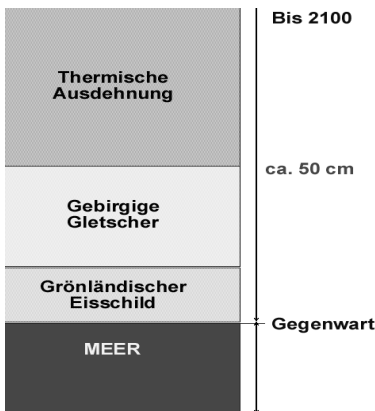 Bis 2100
Thermische
Ausdehnung
ca. 50 cm
Gebirgige
Gletscher
Grönländischer
Eisschild
Gegenwart
MEER